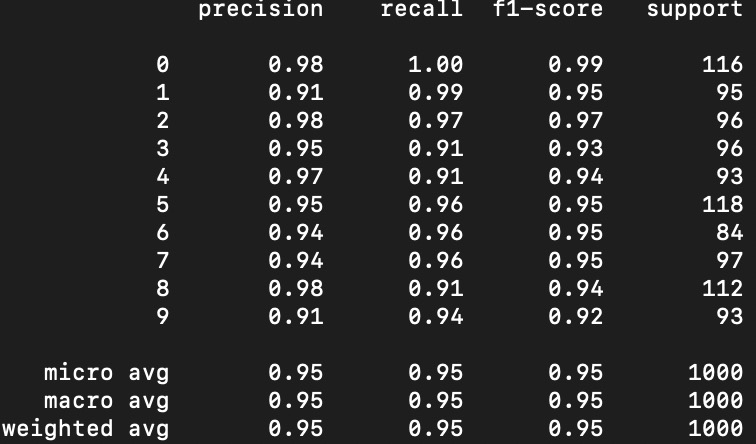 precision recall f1-score support
0 0.98 1.00 0.99 116
1 0.91 0.99 0.95 95
2 0.98 0.97 0.97 96
3 0.95 0.91 0.93 96
4 0.97 0.91 0.94 93
5 0.95 0.96 0.95 118
6 0.94 0.96 0.95 84
7 0.94 0.96 0.95 97
8 0.98 0.91 0.94 112
9 0.91 0.94 0.92 93
micro avg 0.95 0.95 0.95 1000
macro avg 0.95 0.95 0.95 1000
weighted avg 0.95 0.95 0.95 1000